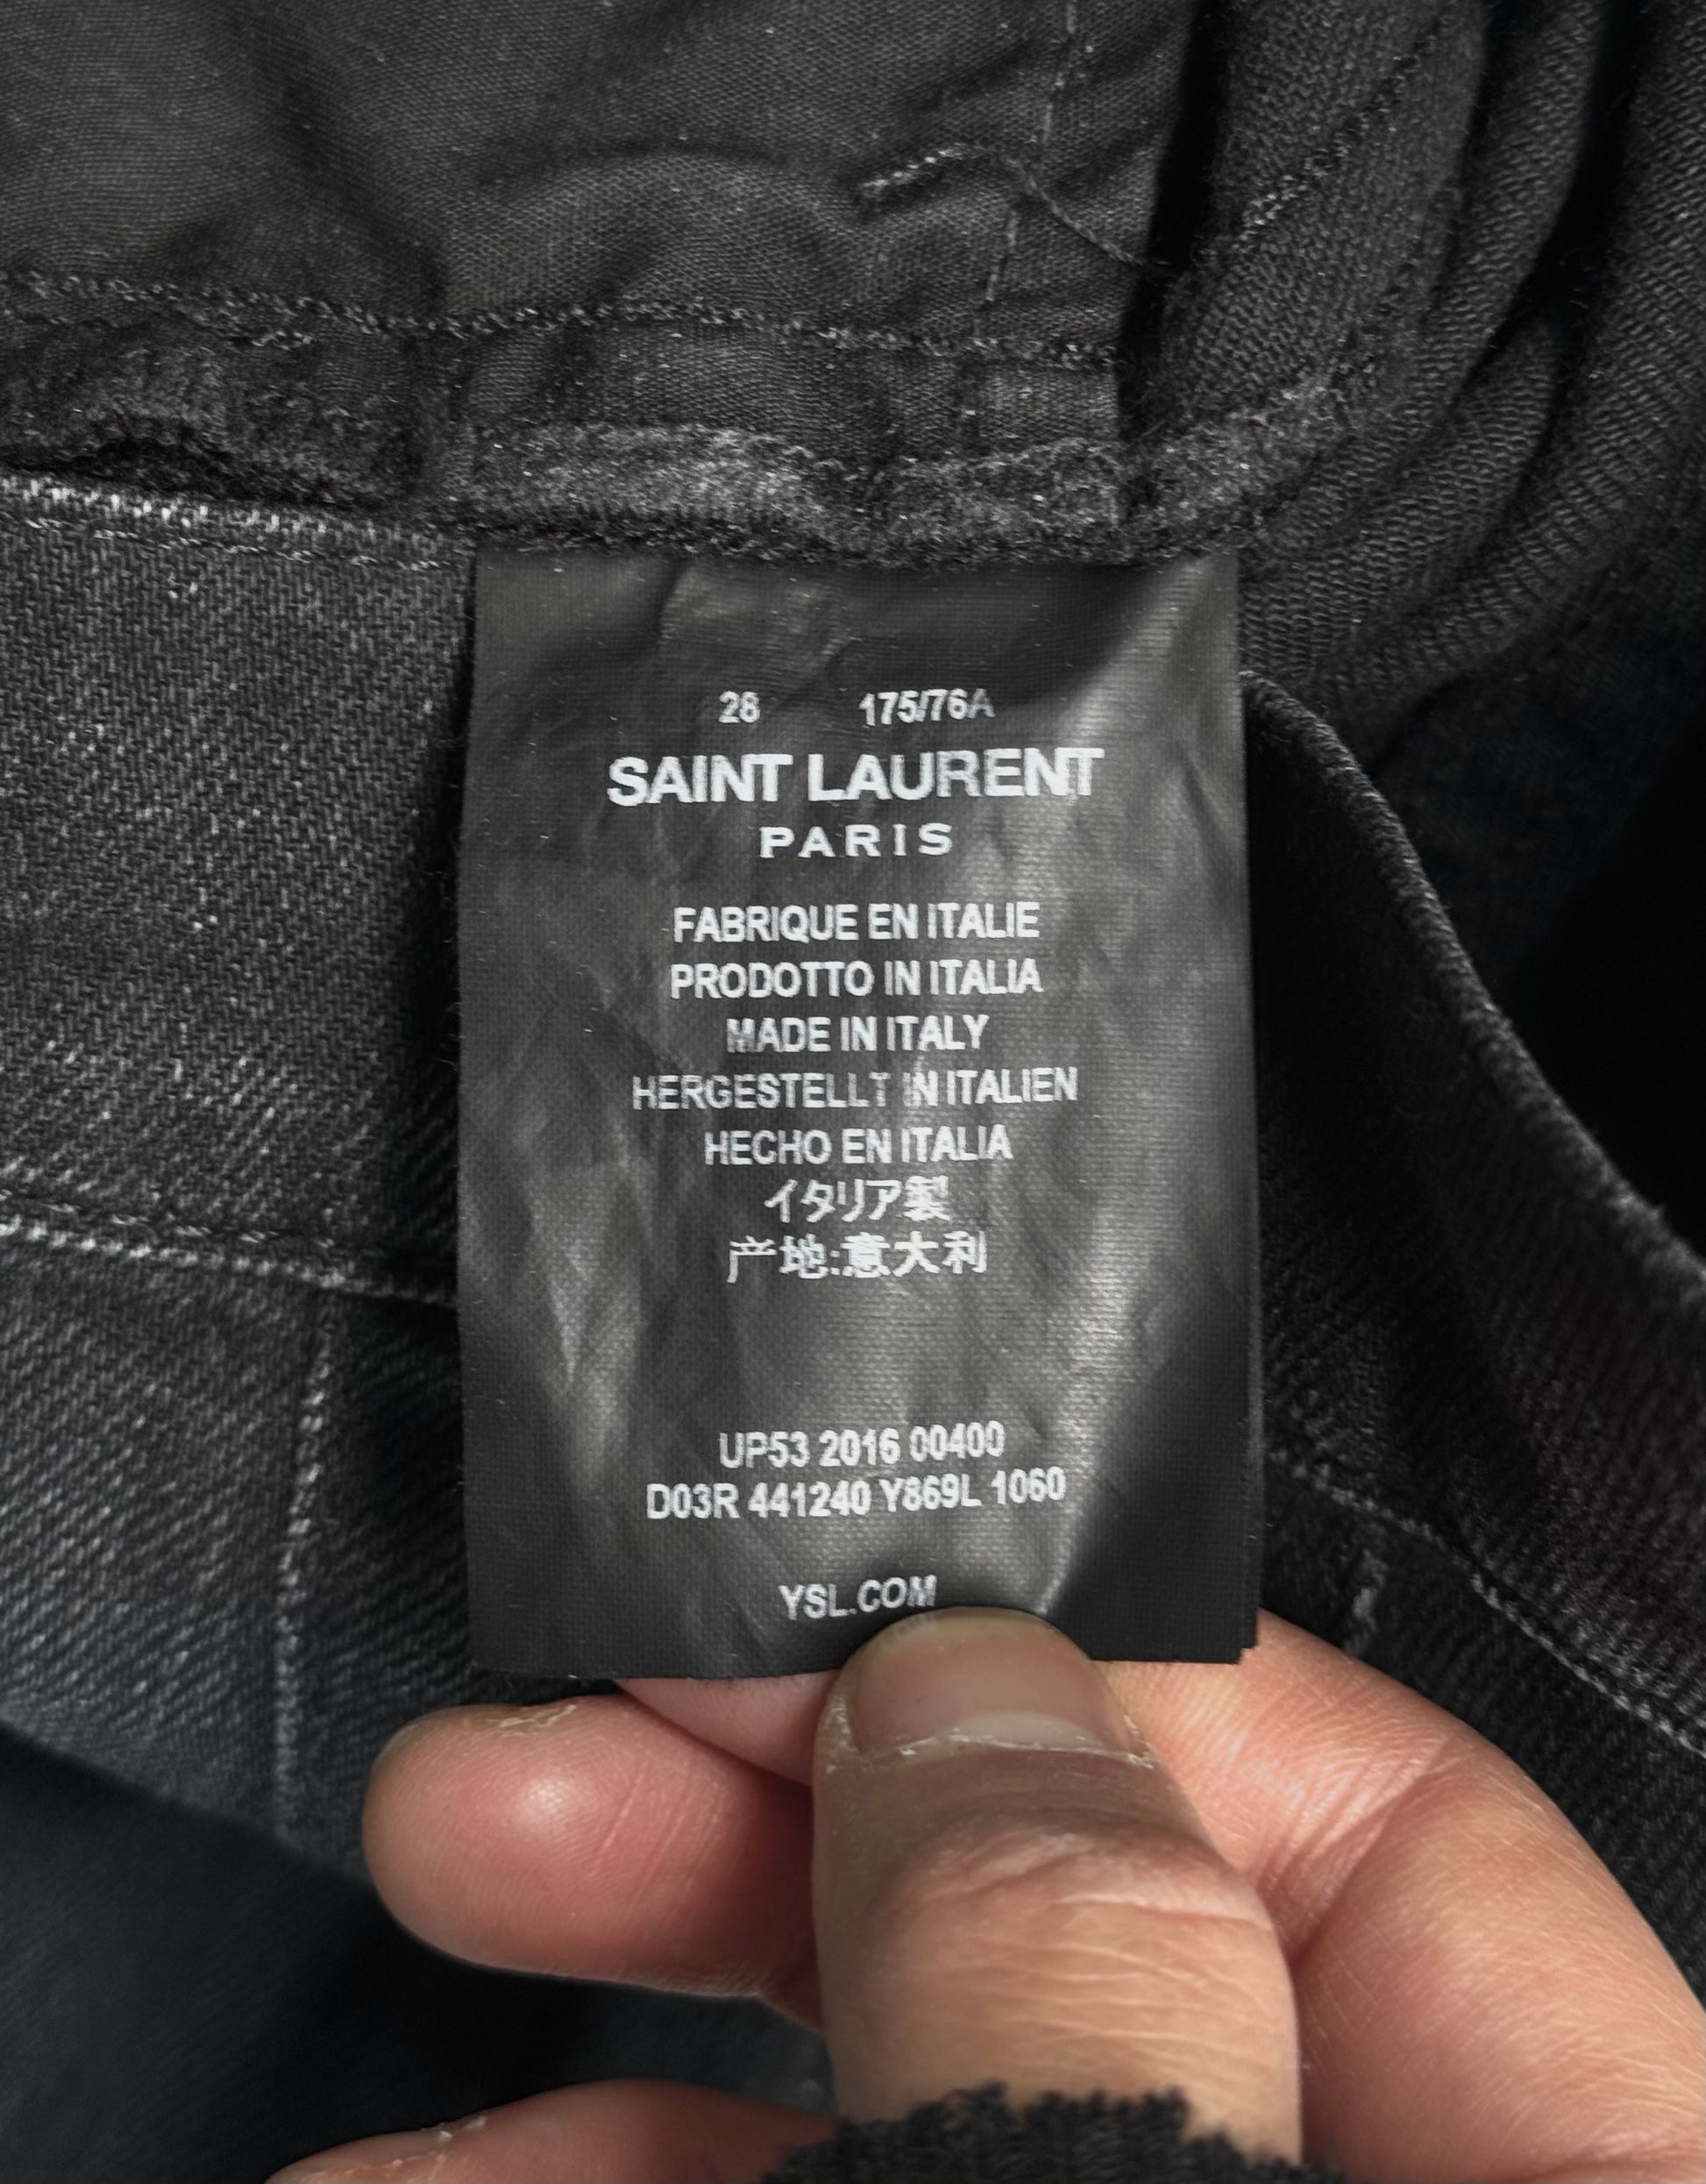 28 175/76A
SAINT LAURENT
PARIS
FABRIQUE EN ITALIE
PRODOTTO IN ITALIA
MADE IN ITALY
HERGESTELLT IN ITALIEN
HECHO EN ITALIA
イタリア製
产地:意大利
UP53 2016 00400
D03R 441240 Y869L 1060
YSL.COM